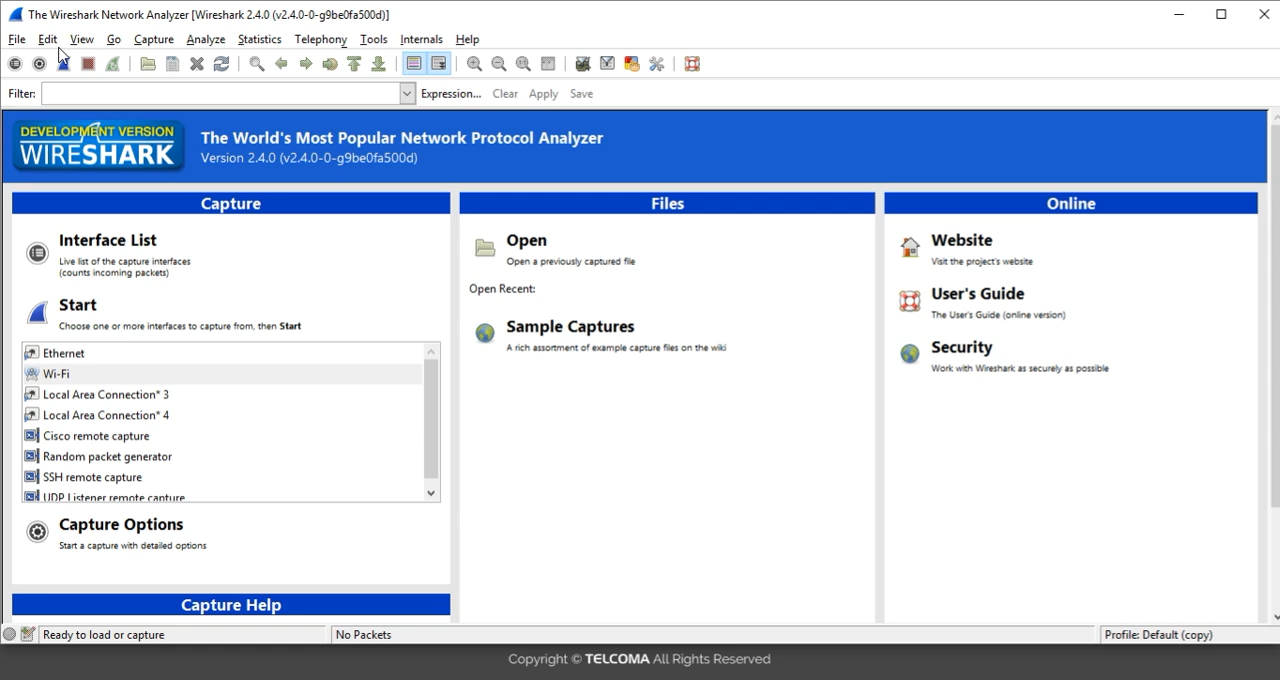 The Wireshark Network Analyzer [Wireshark 2.4.0 (v2.4.0-0-g9be0fa500d)]
File Edit View Go Capture Analyze Statistics Telephony Tools Internals Help
Filter: Expression... Clear Apply Save
DEVELOPMENT VERSION
WIRESHARK
The World's Most Popular Network Protocol Analyzer
Version 2.4.0 (v2.4.0-0-g9be0fa500d)
Capture
Interface List
Live list of the capture interfaces
(counts incoming packets)
Start
Choose one or more interfaces to capture from, then Start
Ethernet
Wi-Fi
Local Area Connection* 3
Local Area Connection* 4
Cisco remote capture
Random packet generator
SSH remote capture
UDP Listener remote capture
Capture Options
Start a capture with detailed options
Capture Help
Files
Open
Open a previously captured file
Open Recent:
Sample Captures
A rich assortment of example capture files on the wiki
Online
Website
Visit the project's website
User's Guide
The User's Guide (online version)
Security
Work with Wireshark as securely as possible
Ready to load or capture
No Packets
Profile: Default (copy)
Copyright © TELCOMA All Rights Reserved